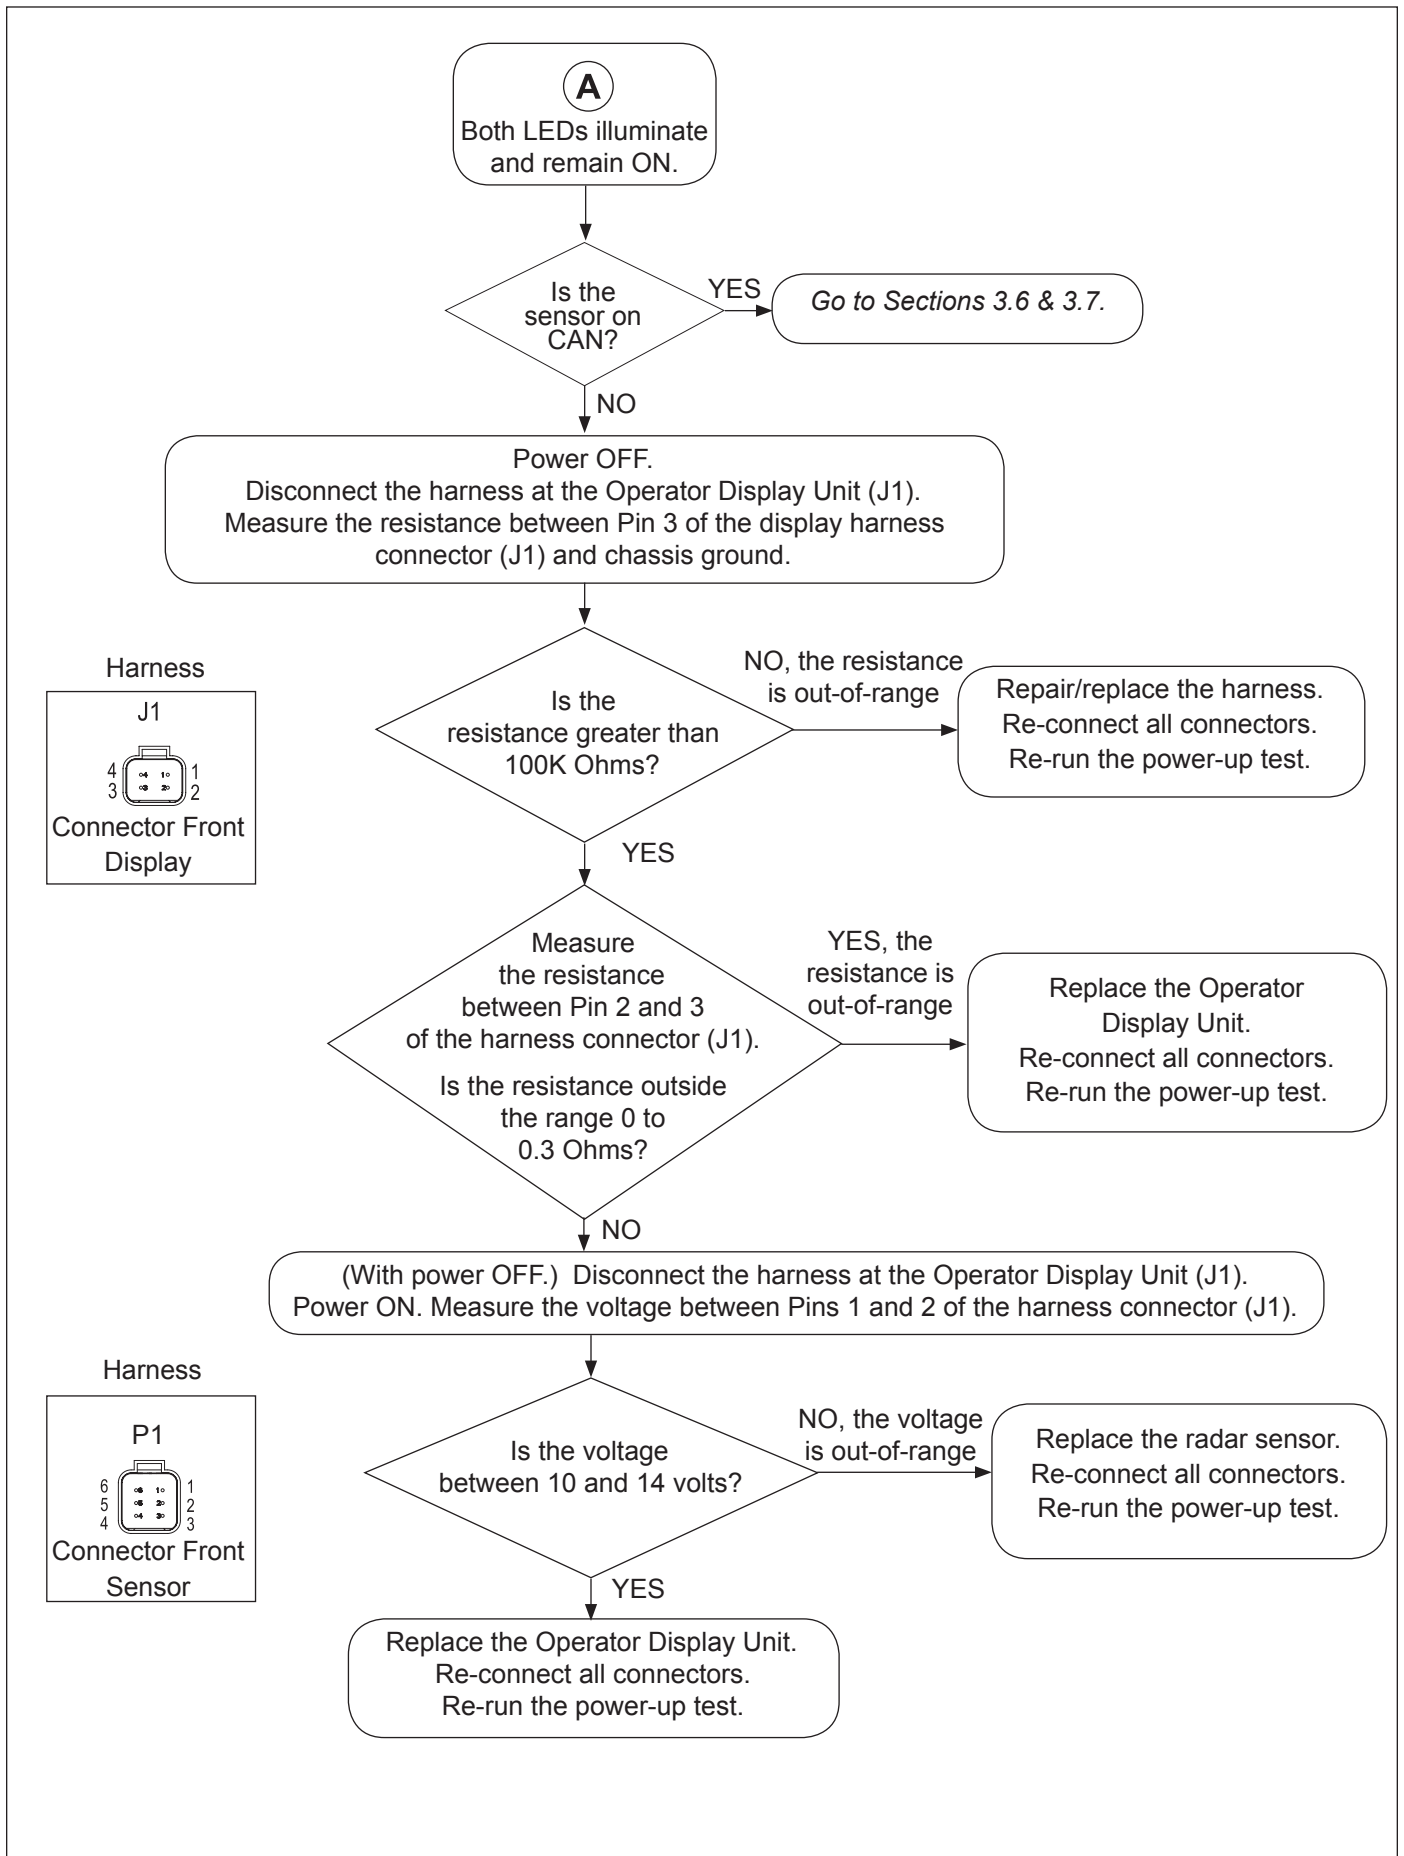 A
Both LEDs illuminate
and remain ON.
Is the
sensor on
CAN?
YES
Go to Sections 3.6 & 3.7.
NO
Power OFF.
Disconnect the harness at the Operator Display Unit (J1).
Measure the resistance between Pin 3 of the display harness
connector (J1) and chassis ground.
Is the
resistance greater than
100K Ohms?
NO, the resistance
is out-of-range
Repair/replace the harness.
Re-connect all connectors.
Re-run the power-up test.
Harness
J1
4 4 1 1
3 3 2 2
Connector Front
Display
YES
Measure
the resistance
between Pin 2 and 3
of the harness connector (J1).
Is the resistance outside
the range 0 to
0.3 Ohms?
YES, the
resistance is
out-of-range
Replace the Operator
Display Unit.
Re-connect all connectors.
Re-run the power-up test.
NO
(With power OFF.) Disconnect the harness at the Operator Display Unit (J1).
Power ON. Measure the voltage between Pins 1 and 2 of the harness connector (J1).
Harness
P1
6 6 1 1
5 5 2 2
4 4 3 3
Connector Front
Sensor
Is the voltage
between 10 and 14 volts?
NO, the voltage
is out-of-range
Replace the radar sensor.
Re-connect all connectors.
Re-run the power-up test.
YES
Replace the Operator Display Unit.
Re-connect all connectors.
Re-run the power-up test.